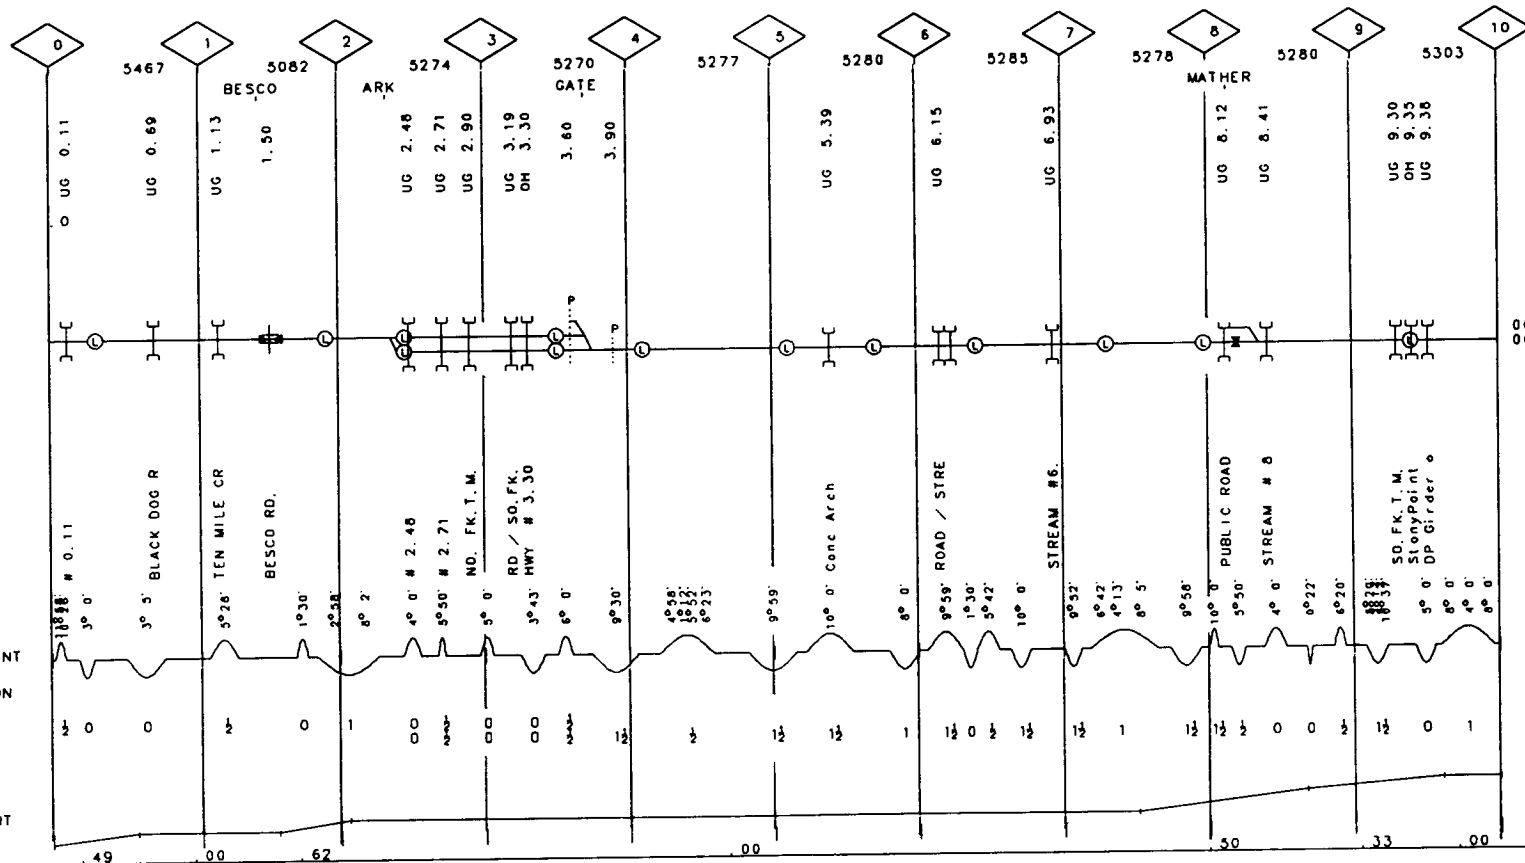 0 1 2 3 4 5 6 7 8 9 10
5467 5082 5274 5270 5277 5280 5285 5278 5280 5303
BESCO ARK GATE MATHER
0 UG 0.11
UG 0.69
UG 1.13
1.50
UG 2.48
UG 2.71
UG 2.90
UG 3.19
OH 3.30
3.60
3.90
UG 5.39
UG 6.15
UG 6.93
UG 8.12
UG 8.41
UG 9.30
OH 9.35
UG 9.38
P
P
L L L L L L L L L L L L L L
# 0.11
3° 0'
3° 5' BLACK DOG R
5°28' TEN MILE CR
BESCO RD.
1°30'
2°58'
8° 2'
4° 0' # 2.48
5°50' # 2.71
5° 0' NO. FK. T. M.
RD / SO. FK.
3°43' HWY # 3.30
6° 0'
9°30'
4°58'
5°52'
6°23'
9°59'
10° 0' Conc Arch
8° 0'
9°59' ROAD / STRE
1°30'
5°42'
10° 0'
STREAM #6.
9°52'
6°42'
4°13'
8° 5'
9°58'
10° 0' PUBLIC ROAD
5°50'
STREAM # 8
4° 0'
0°22'
6°20'
10°37'
SO. FK. T. M.
StonyPoint
5° 0' DP Girder o
8° 0'
4° 0'
8° 0'
NT
ON
½ 0 0 ½ 0 1 0 ½ 0 0 ½ 1½ ½ 1½ 1½ 1 1½ 0 ½ 1½ 1½ 1 1½ 1½ ½ 0 0 ½ 1½ 0 1
0 ½ 0 0 ½
RT
.49 .00 .62 .00 .50 .33 .00